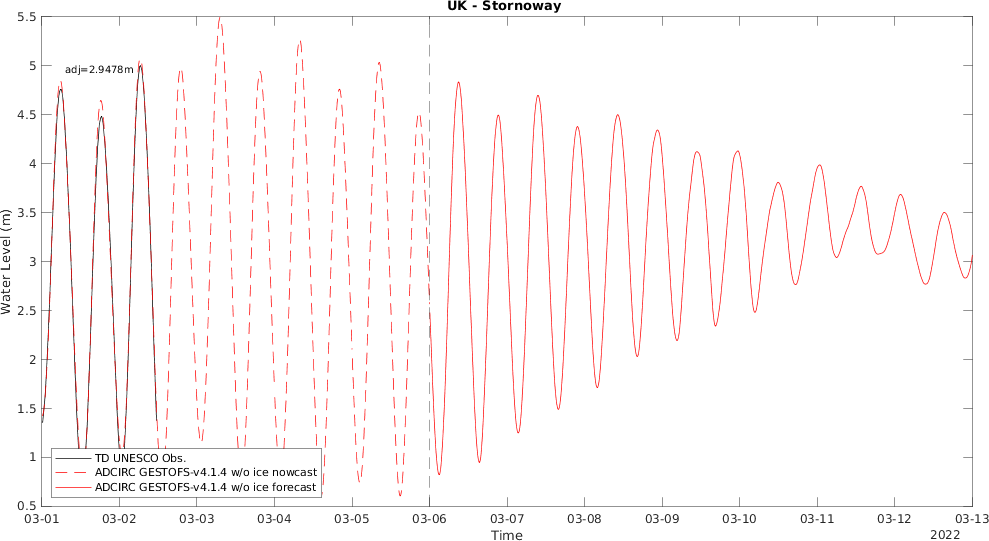 UK - Stornoway
5.5
5
4.5
4
3.5
3
2.5
2
1.5
1
0.5
Water Level (m)
adj=2.9478m
TD UNESCO Obs.
ADCIRC GESTOFS-v4.1.4 w/o ice nowcast
ADCIRC GESTOFS-v4.1.4 w/o ice forecast
03-01 03-02 03-03 03-04 03-05 03-06 03-07 03-08 03-09 03-10 03-11 03-12 03-13
Time
2022